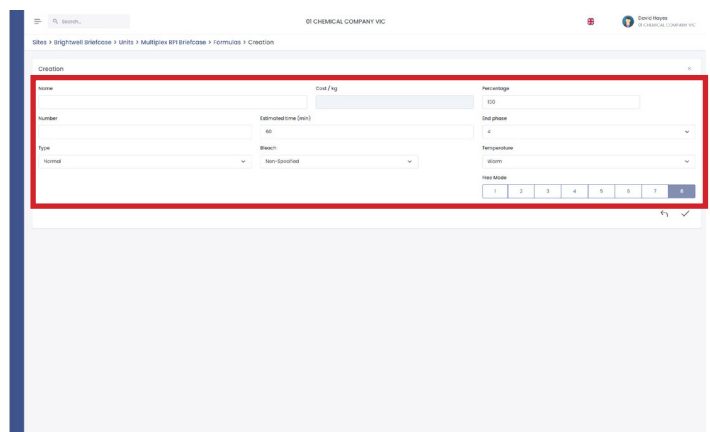 Search...
01 CHEMICAL COMPANY VIC
David Hayes
01 CHEMICAL COMPANY VIC
Sites > Brightwell Briefcase > Units > Multiplex RPI Briefcase > Formulas > Creation
Creation
Name
Cost / kg
Percentage
100
Number
Estimated time (min)
60
End phase
4
Type
Normal
Bleach
Non-Specified
Temperature
Warm
1 2 3 4 5 6 7 8